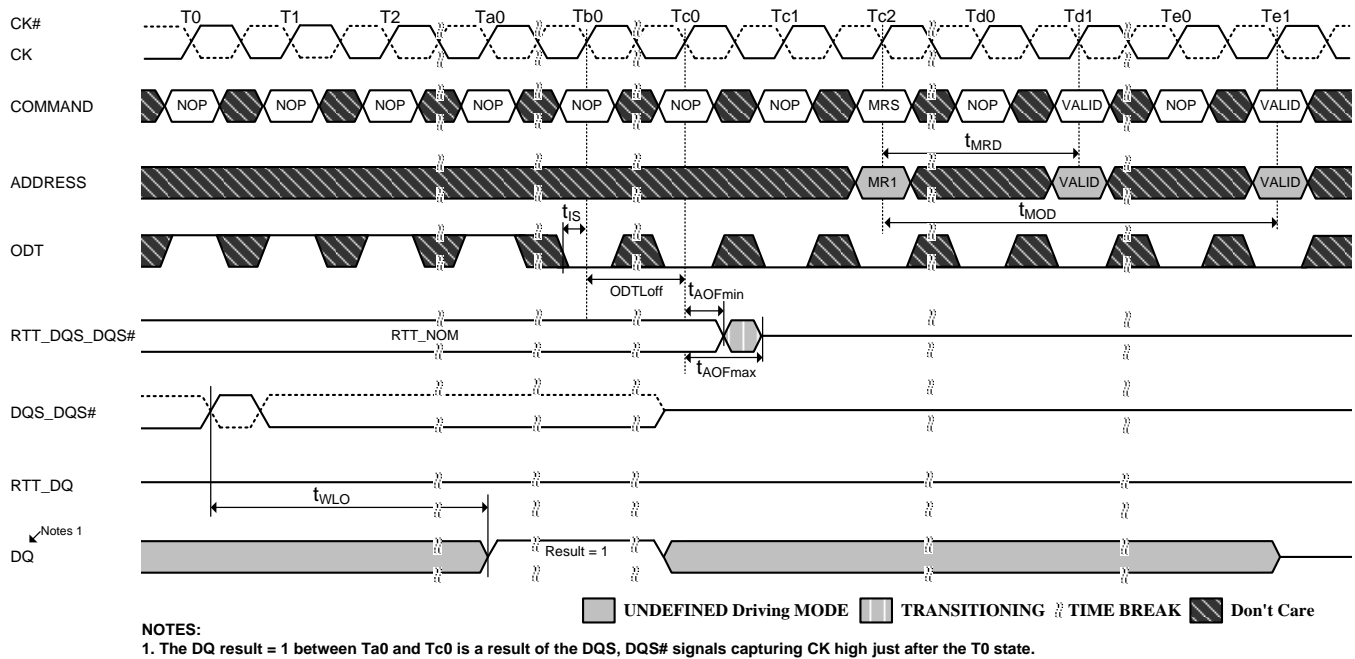 CK#
CK
T0 T1 T2 Ta0 Tb0 Tc0 Tc1 Tc2 Td0 Td1 Te0 Te1
COMMAND NOP NOP NOP NOP NOP NOP NOP MRS NOP VALID NOP VALID
tMRD
ADDRESS MR1 VALID VALID
tIS tMOD
ODT
ODTLoff tAOFmin
RTT_DQS_DQS# RTT_NOM
tAOFmax
DQS_DQS#
RTT_DQ
tWLO
Notes 1
DQ Result = 1
UNDEFINED Driving MODE TRANSITIONING TIME BREAK Don't Care
NOTES:
1. The DQ result = 1 between Ta0 and Tc0 is a result of the DQS, DQS# signals capturing CK high just after the T0 state.